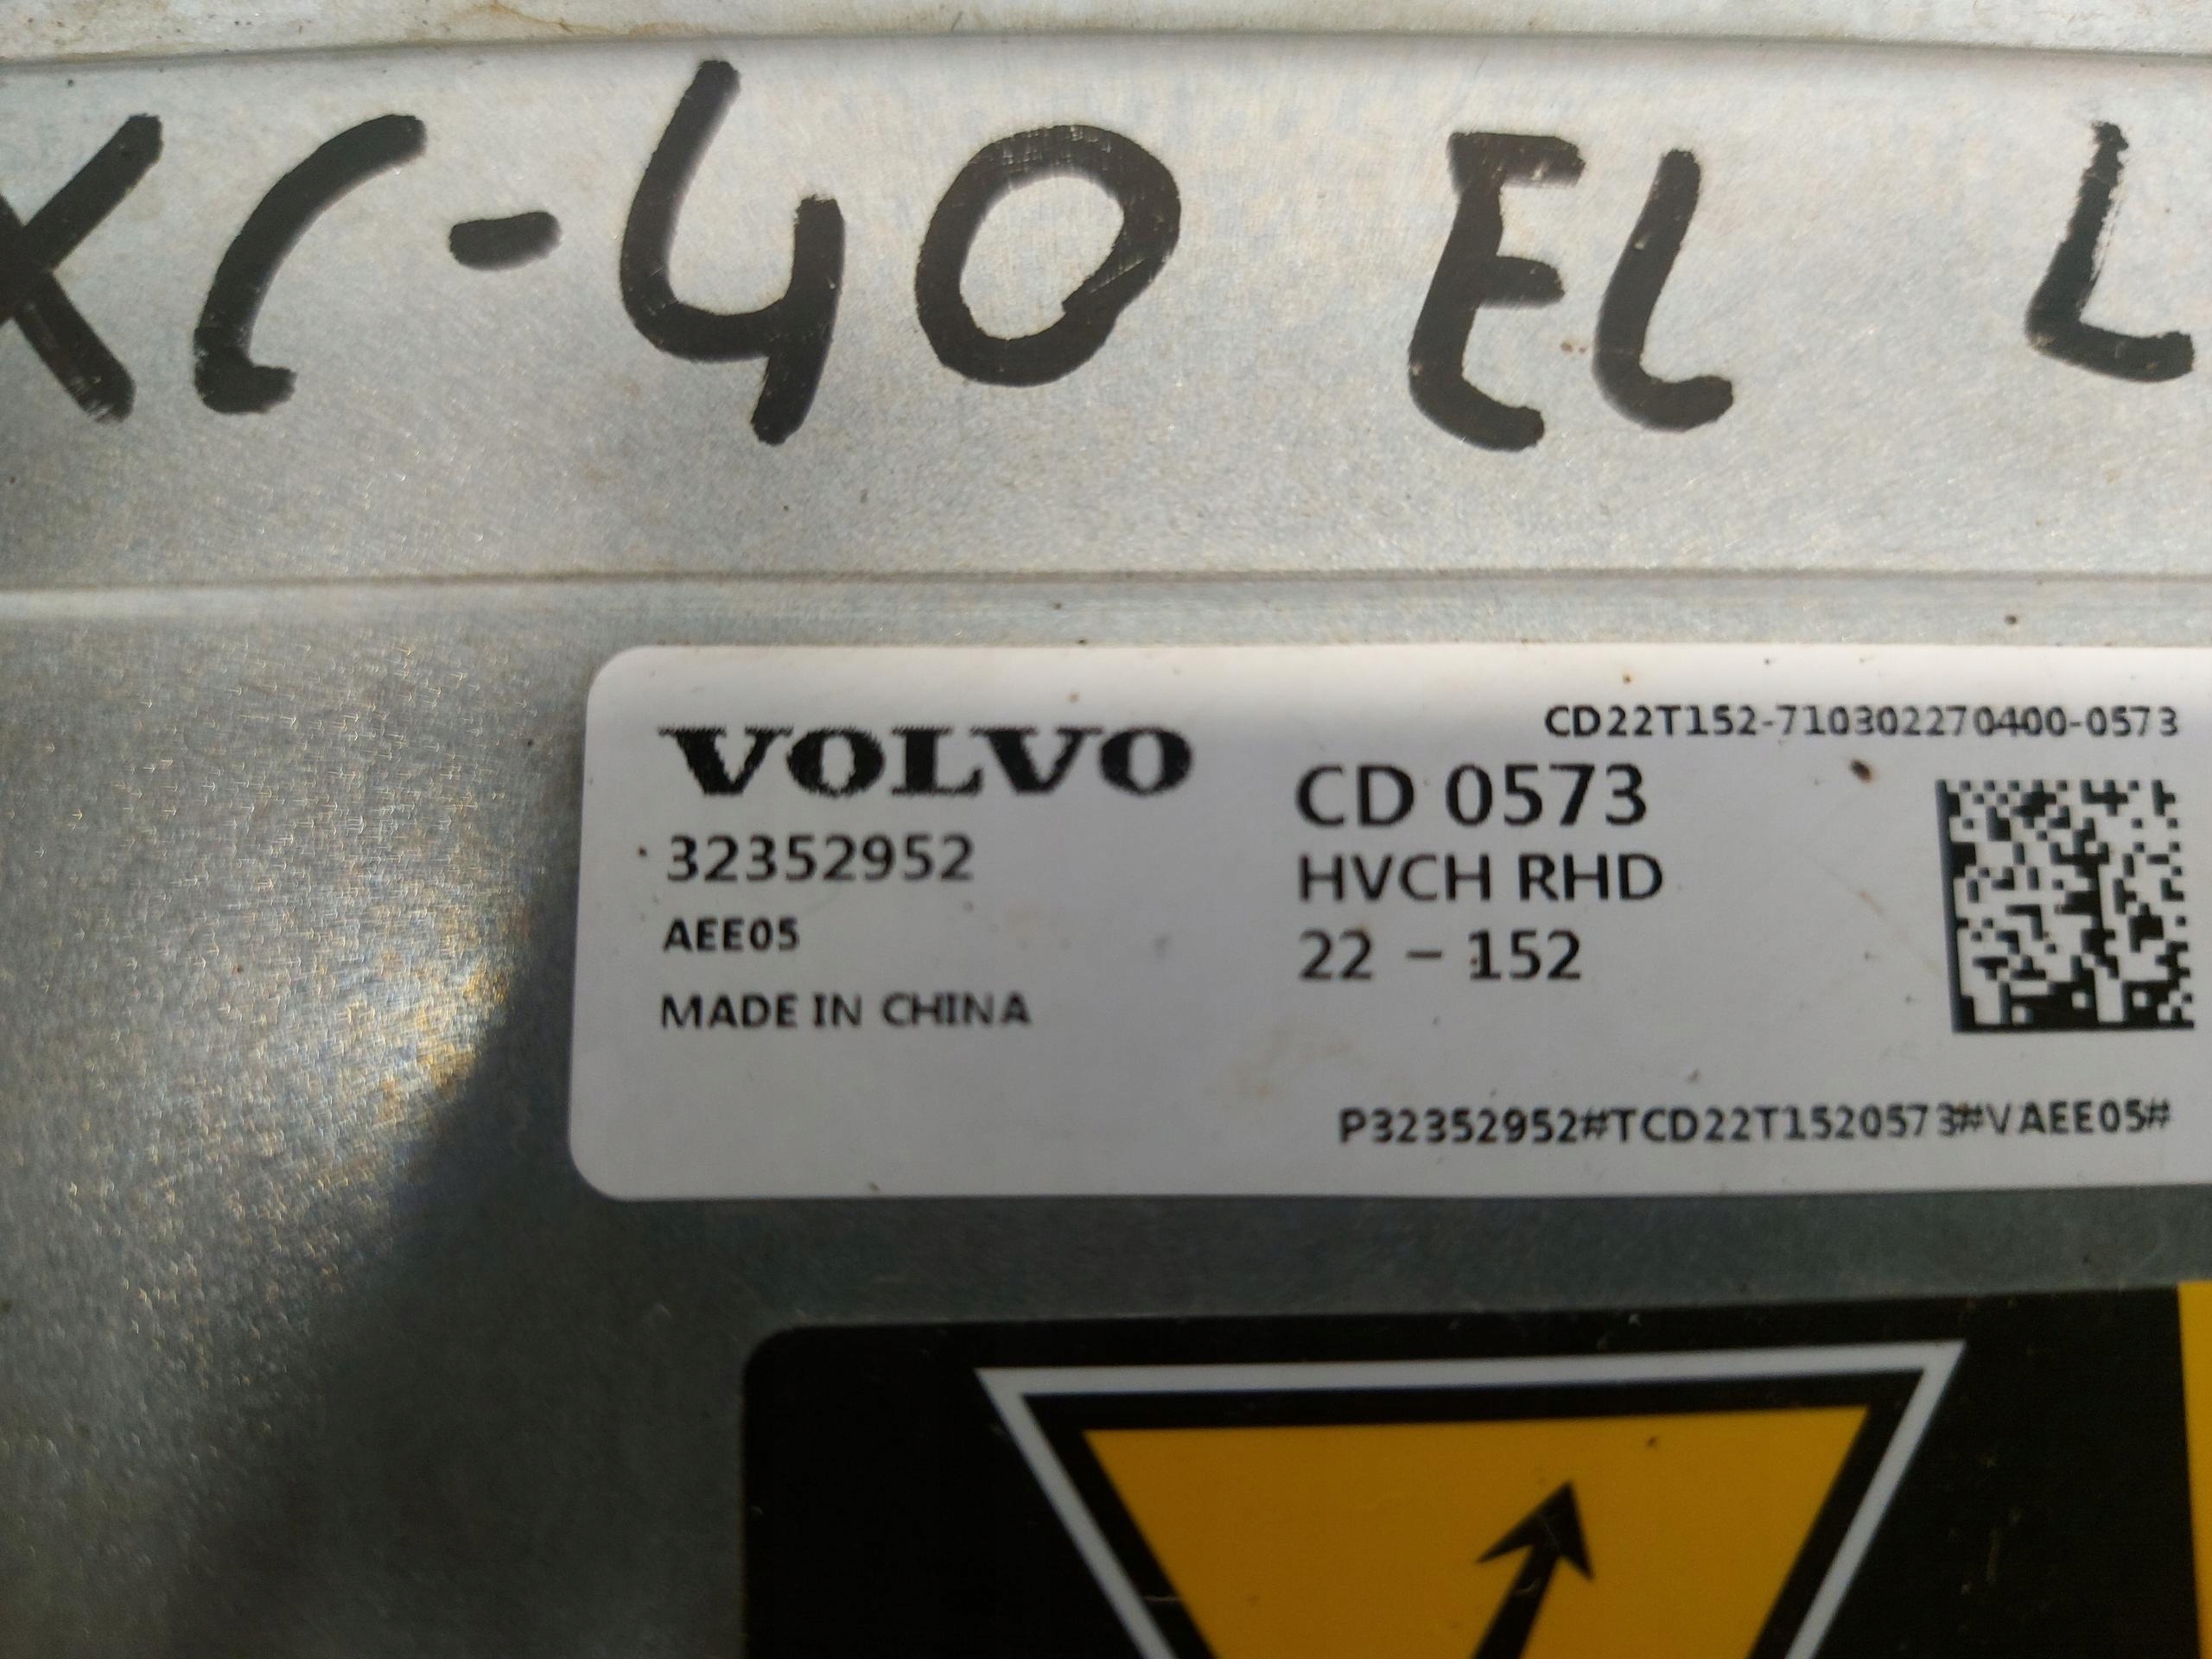 XC-40 EL L
CD22T152-710302270400-0573
VOLVO
CD 0573
32352952
HVCH RHD
AEE05
22 - 152
MADE IN CHINA
P32352952#TCD22T1520573#VAEE05#